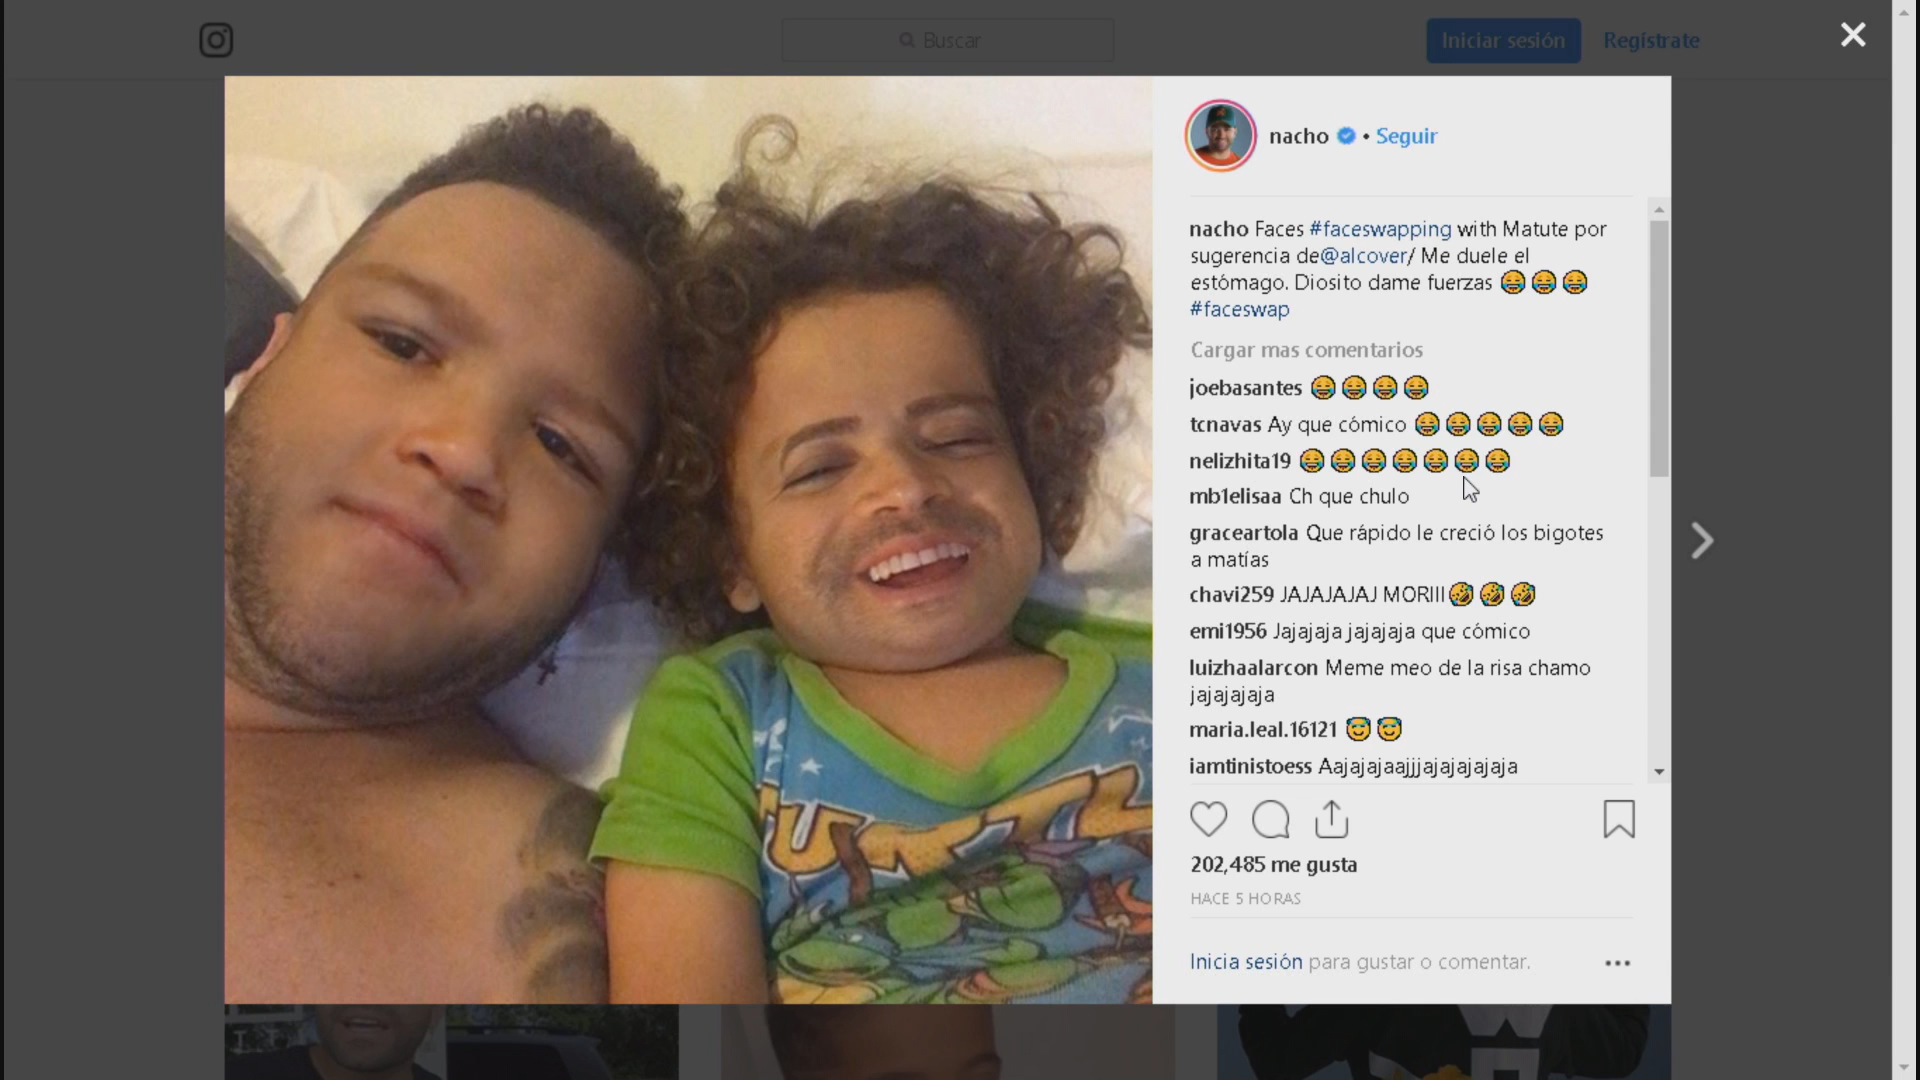 Buscar
Iniciar sesión
Regístrate
nacho • Seguir
nacho Faces #faceswapping with Matute por
sugerencia de@alcover/ Me duele el
estómago. Diosito dame fuerzas 😂😂😂
#faceswap
Cargar mas comentarios
joebasantes 😂😂😂😂
tcnavas Ay que cómico 😂😂😂😂😂
nelizhita19 😂😂😂😂😂😂😂
mb1elisaa Ch que chulo
graceartola Que rápido le creció los bigotes
a matías
chavi259 JAJAJAJAJ MORIII🤣🤣🤣
emi1956 Jajajaja jajajaja que cómico
luizhaalarcon Meme meo de la risa chamo
jajajajaja
maria.leal.16121 😇😇
iamtinistoess Aajajajaajjjajajajajaja
202,485 me gusta
HACE 5 HORAS
Inicia sesión para gustar o comentar.
TURTL